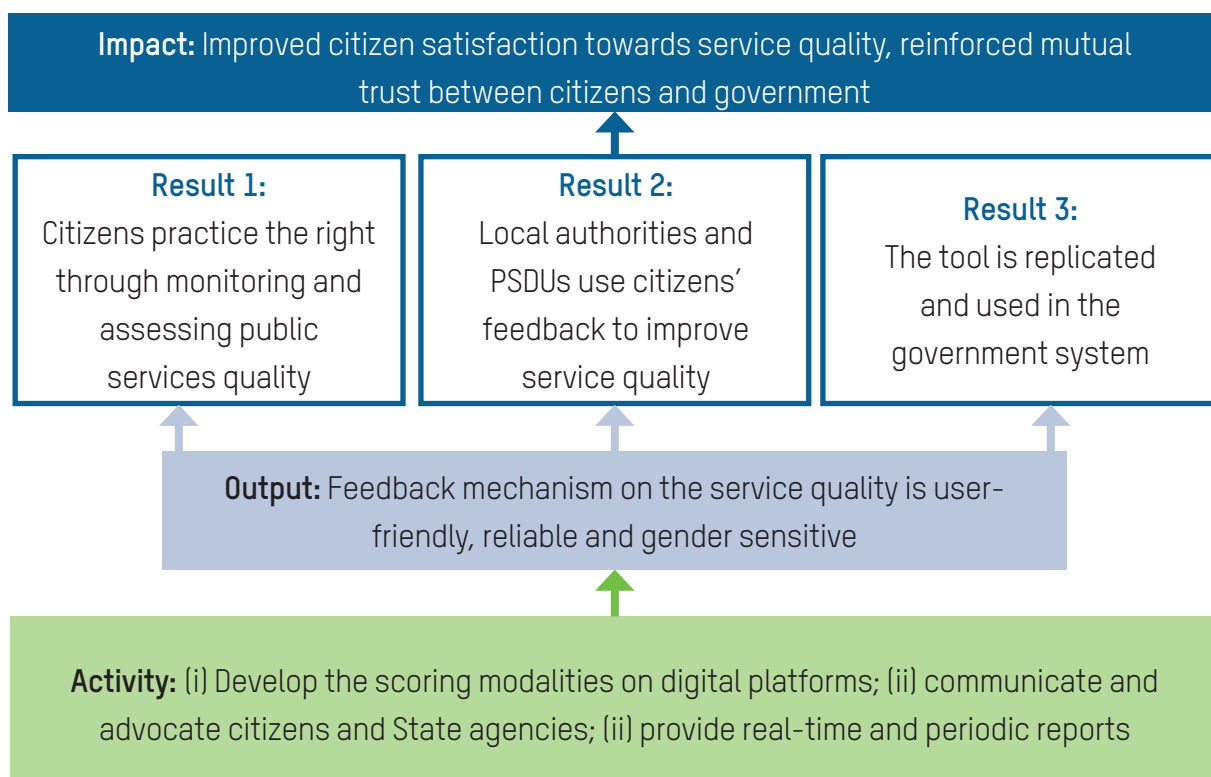 Impact: Improved citizen satisfaction towards service quality, reinforced mutual
trust between citizens and government
Result 1:
Citizens practice the right
through monitoring and
assessing public
services quality
Result 2:
Local authorities and
PSDUs use citizens’
feedback to improve
service quality
Result 3:
The tool is replicated
and used in the
government system
Output: Feedback mechanism on the service quality is user-
friendly, reliable and gender sensitive
Activity: (i) Develop the scoring modalities on digital platforms; (ii) communicate and
advocate citizens and State agencies; (ii) provide real-time and periodic reports